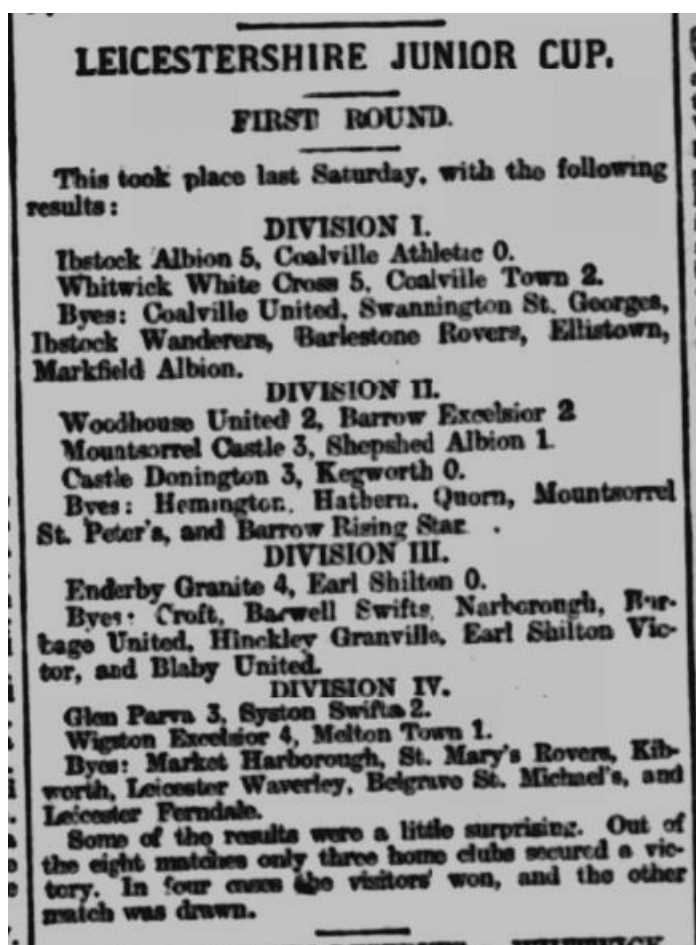 LEICESTERSHIRE JUNIOR CUP.
FIRST ROUND.
This took place last Saturday, with the following
results:
DIVISION I.
Ibstock Albion 5, Coalville Athletic 0.
Whitwick White Cross 5, Coalville Town 2.
Byes: Coalville United, Swannington St. Georges,
Ibstock Wanderers, Barlestone Rovers, Ellistown,
Markfield Albion.
DIVISION II.
Woodhouse United 2, Barrow Excelsior 2
Mountsorrel Castle 3, Shepshed Albion 1.
Castle Donington 3, Kegworth 0.
Byes: Hemington, Hathern, Quorn, Mountsorrel
St. Peter's, and Barrow Rising Star .
DIVISION III.
Enderby Granite 4, Earl Shilton 0.
Byes: Croft, Barwell Swifts, Narborough, Bur-
bage United, Hinckley Granville, Earl Shilton Vic-
tor, and Blaby United.
DIVISION IV.
Glen Parva 3, Syston Swifts 2.
Wigston Excelsior 4, Melton Town 1.
Byes: Market Harborough, St. Mary's Rovers, Kib-
worth, Leicester Waverley, Belgrave St. Michael's, and
Leicester Ferndale.
Some of the results were a little surprising. Out of
the eight matches only three home clubs secured a vic-
tory. In four cases the visitors' won, and the other
match was drawn.